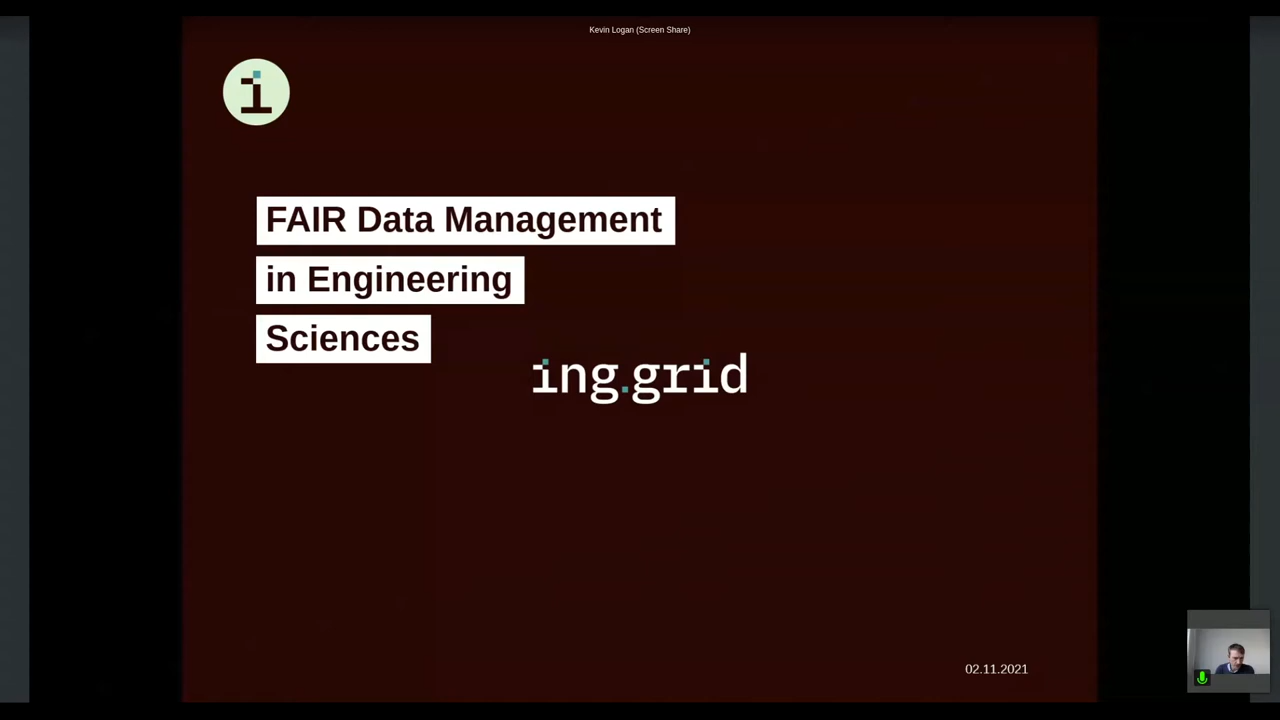 Kevin Logan (Screen Share)
i
FAIR Data Management
in Engineering
Sciences
ing.grid
02.11.2021